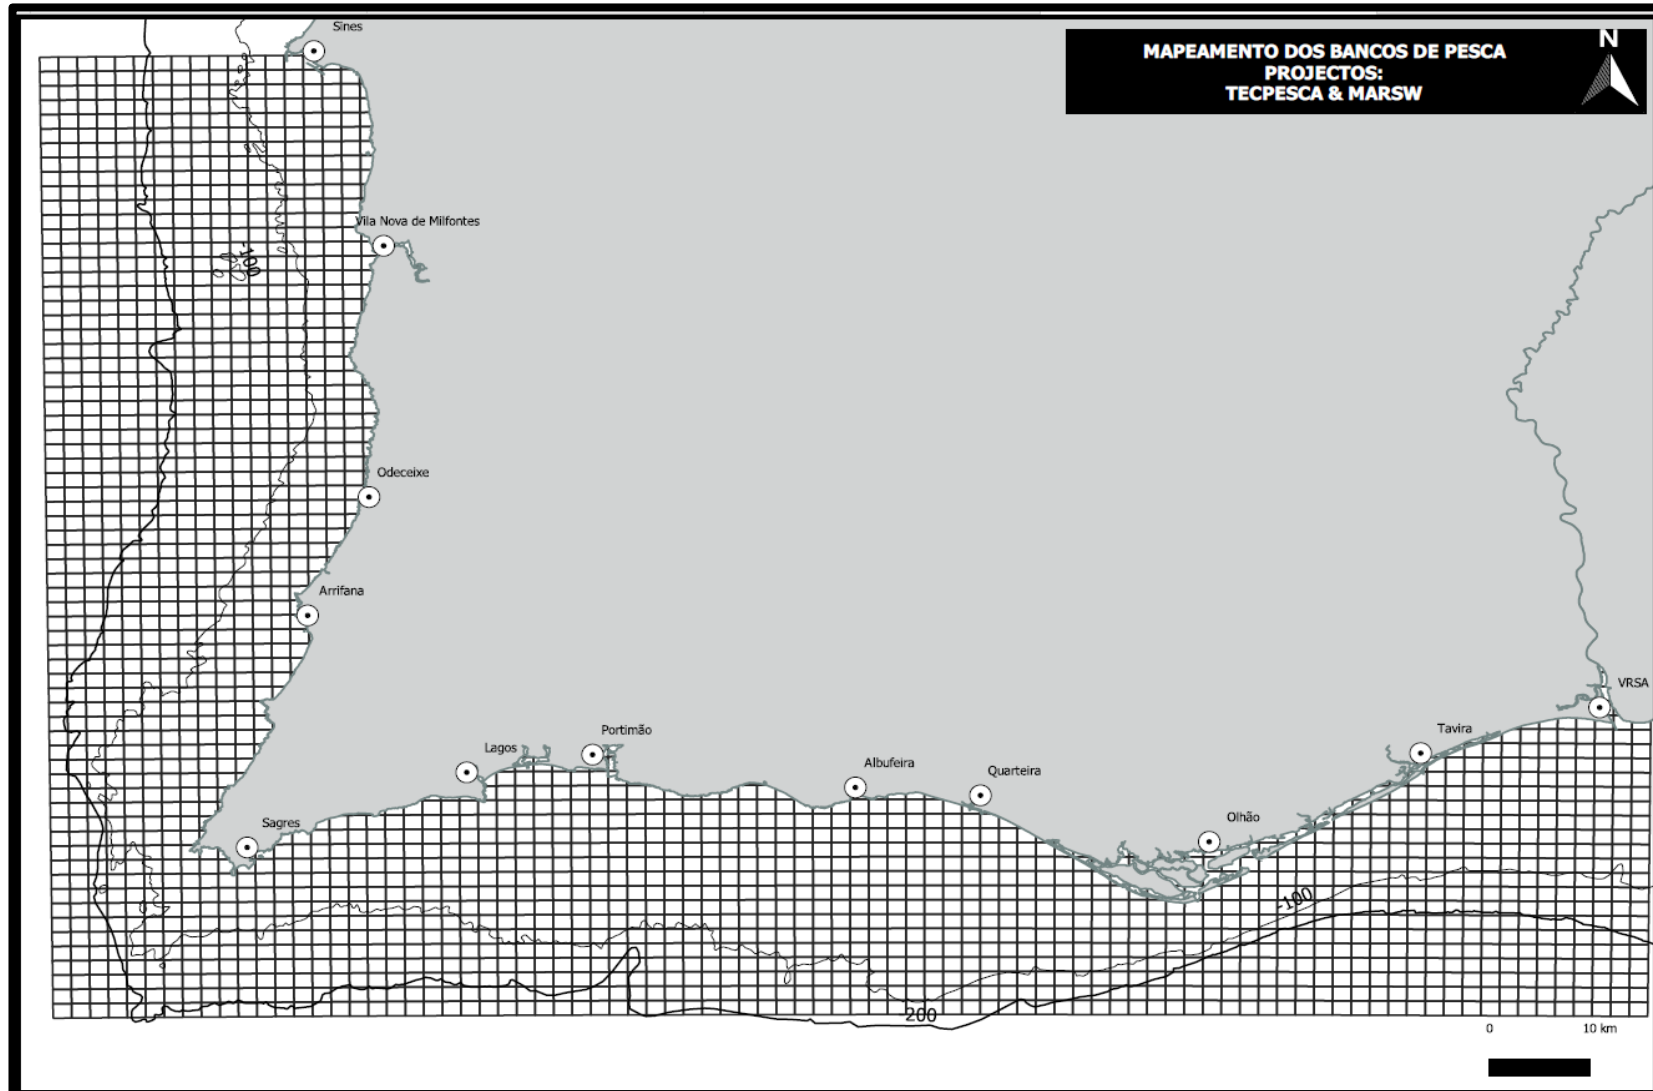 Sines
MAPEAMENTO DOS BANCOS DE PESCA
PROJECTOS:
TECPESCA & MARSW
N
Vila Nova de Milfontes
-100
Odeceixe
Arrifana
VRSA
Portimão
Tavira
Lagos
Albufeira
Quarteira
Sagres
Olhão
-100
-200
0 10 km